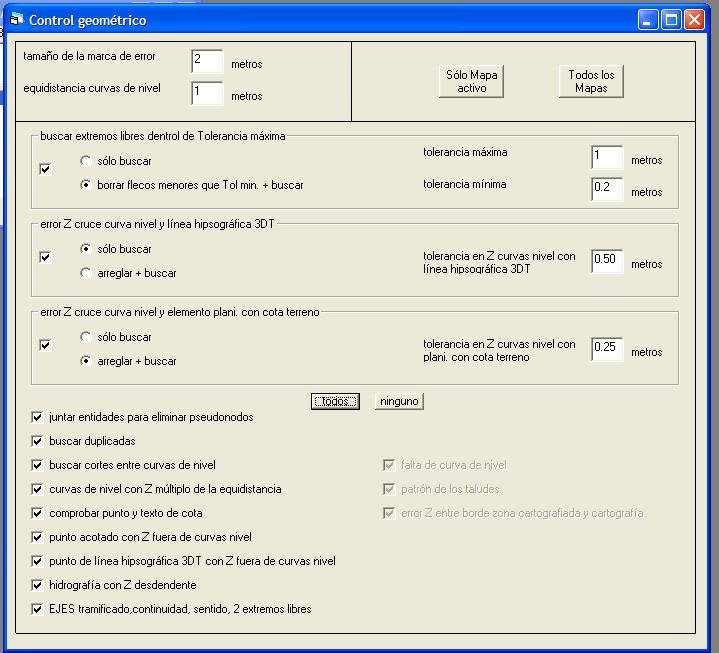 Control geométrico
tamaño de la marca de error 2 metros
equidistancia curvas de nivel 1 metros
Sólo Mapa activo
Todos los Mapas
buscar extremos libres dentrol de Tolerancia máxima
sólo buscar
borrar flecos menores que Tol min. + buscar
tolerancia máxima 1 metros
tolerancia mínima 0.2 metros
error Z cruce curva nivel y línea hipsográfica 3DT
sólo buscar
arreglar + buscar
tolerancia en Z curvas nivel con
línea hipsográfica 3DT
0.50 metros
error Z cruce curva nivel y elemento plani. con cota terreno
sólo buscar
arreglar + buscar
tolerancia en Z curvas nivel con
plani. con cota terreno
0.25 metros
todos ninguno
juntar entidades para eliminar pseudonodos
buscar duplicadas
buscar cortes entre curvas de nivel
curvas de nivel con Z múltiplo de la equidistancia
comprobar punto y texto de cota
punto acotado con Z fuera de curvas nivel
punto de línea hipsográfica 3DT con Z fuera de curvas nivel
hidrografía con Z desdendente
EJES tramificado,continuidad, sentido, 2 extremos libres
falta de curva de nivel
patrón de los taludes
error Z entre borde zona cartografiada y cartografía